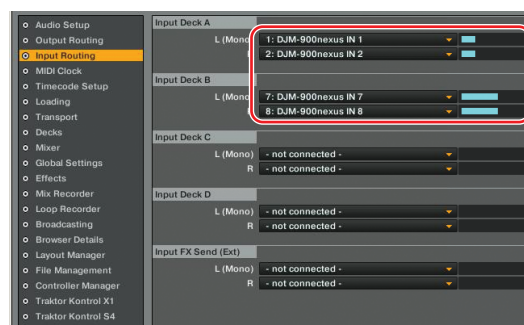 Audio Setup
Output Routing
Input Routing
MIDI Clock
Timecode Setup
Loading
Transport
Decks
Mixer
Global Settings
Effects
Mix Recorder
Loop Recorder
Broadcasting
Browser Details
Layout Manager
File Management
Controller Manager
Traktor Kontrol X1
Traktor Kontrol S4
Input Deck A
L (Mono) 1: DJM-900nexus IN 1
2: DJM-900nexus IN 2
Input Deck B
L (Mono) 7: DJM-900nexus IN 7
8: DJM-900nexus IN 8
Input Deck C
L (Mono) - not connected -
R - not connected -
Input Deck D
L (Mono) - not connected -
R - not connected -
Input FX Send (Ext)
L (Mono) - not connected -
R - not connected -